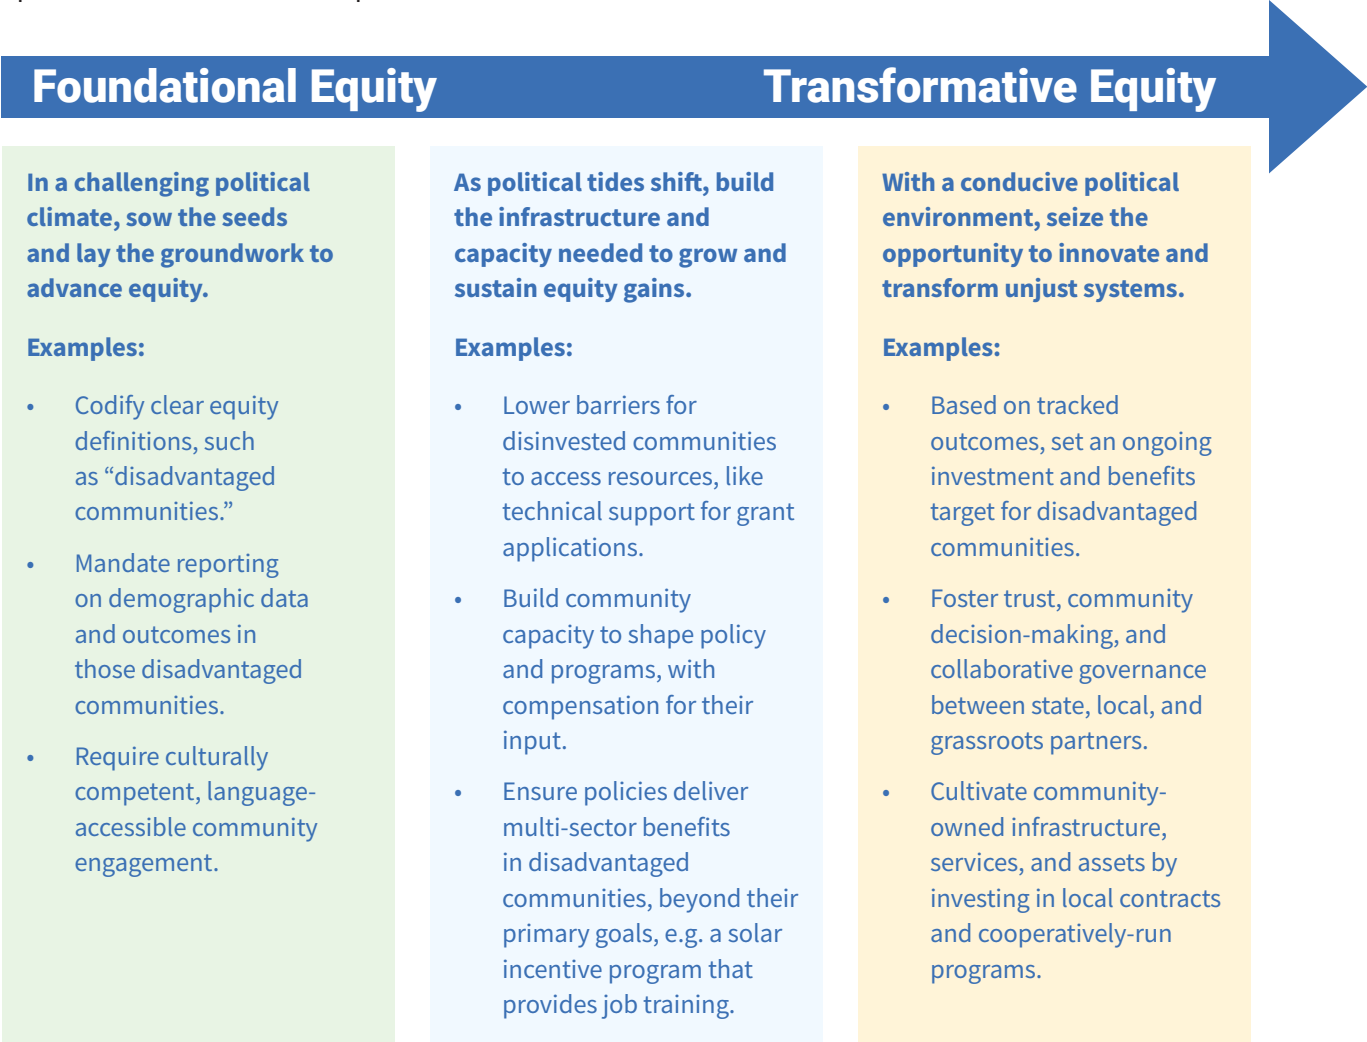 Foundational Equity
Transformative Equity
In a challenging political
climate, sow the seeds
and lay the groundwork to
advance equity.
Examples:
• Codify clear equity
definitions, such
as “disadvantaged
communities.”
• Mandate reporting
on demographic data
and outcomes in
those disadvantaged
communities.
• Require culturally
competent, language-
accessible community
engagement.
As political tides shift, build
the infrastructure and
capacity needed to grow and
sustain equity gains.
Examples:
• Lower barriers for
disinvested communities
to access resources, like
technical support for grant
applications.
• Build community
capacity to shape policy
and programs, with
compensation for their
input.
• Ensure policies deliver
multi-sector benefits
in disadvantaged
communities, beyond their
primary goals, e.g. a solar
incentive program that
provides job training.
With a conducive political
environment, seize the
opportunity to innovate and
transform unjust systems.
Examples:
• Based on tracked
outcomes, set an ongoing
investment and benefits
target for disadvantaged
communities.
• Foster trust, community
decision-making, and
collaborative governance
between state, local, and
grassroots partners.
• Cultivate community-
owned infrastructure,
services, and assets by
investing in local contracts
and cooperatively-run
programs.